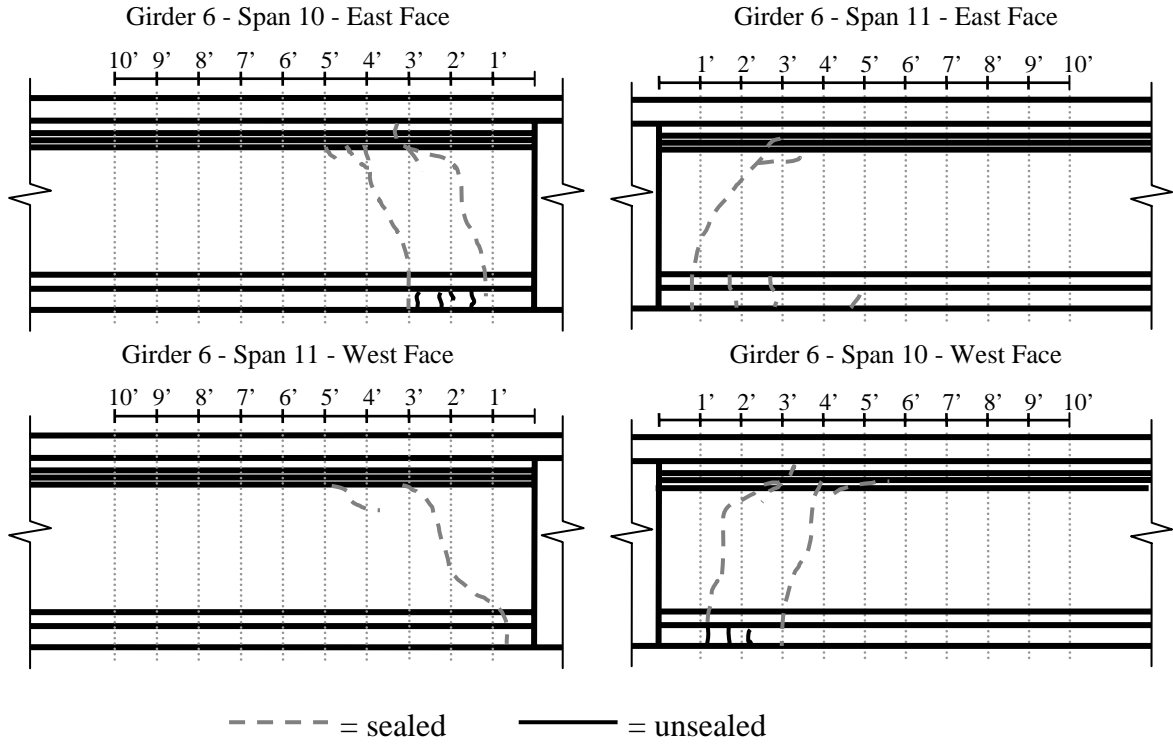 Girder 6 - Span 10 - East Face
10’ 9’ 8’ 7’ 6’ 5’ 4’ 3’ 2’ 1’
Girder 6 - Span 11 - East Face
1’ 2’ 3’ 4’ 5’ 6’ 7’ 8’ 9’ 10’
Girder 6 - Span 11 - West Face
10’ 9’ 8’ 7’ 6’ 5’ 4’ 3’ 2’ 1’
Girder 6 - Span 10 - West Face
1’ 2’ 3’ 4’ 5’ 6’ 7’ 8’ 9’ 10’
= sealed = unsealed